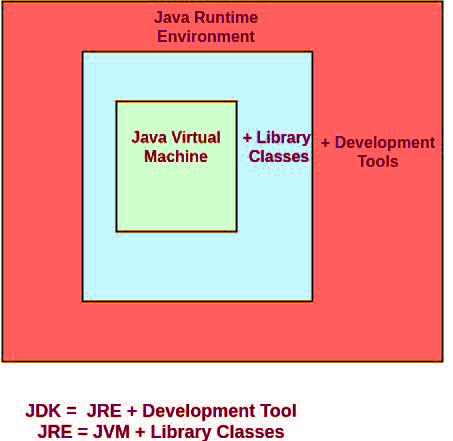 Java Runtime
Environment
Java Virtual
Machine
+ Library
Classes
+ Development
Tools
JDK = JRE + Development Tool
JRE = JVM + Library Classes